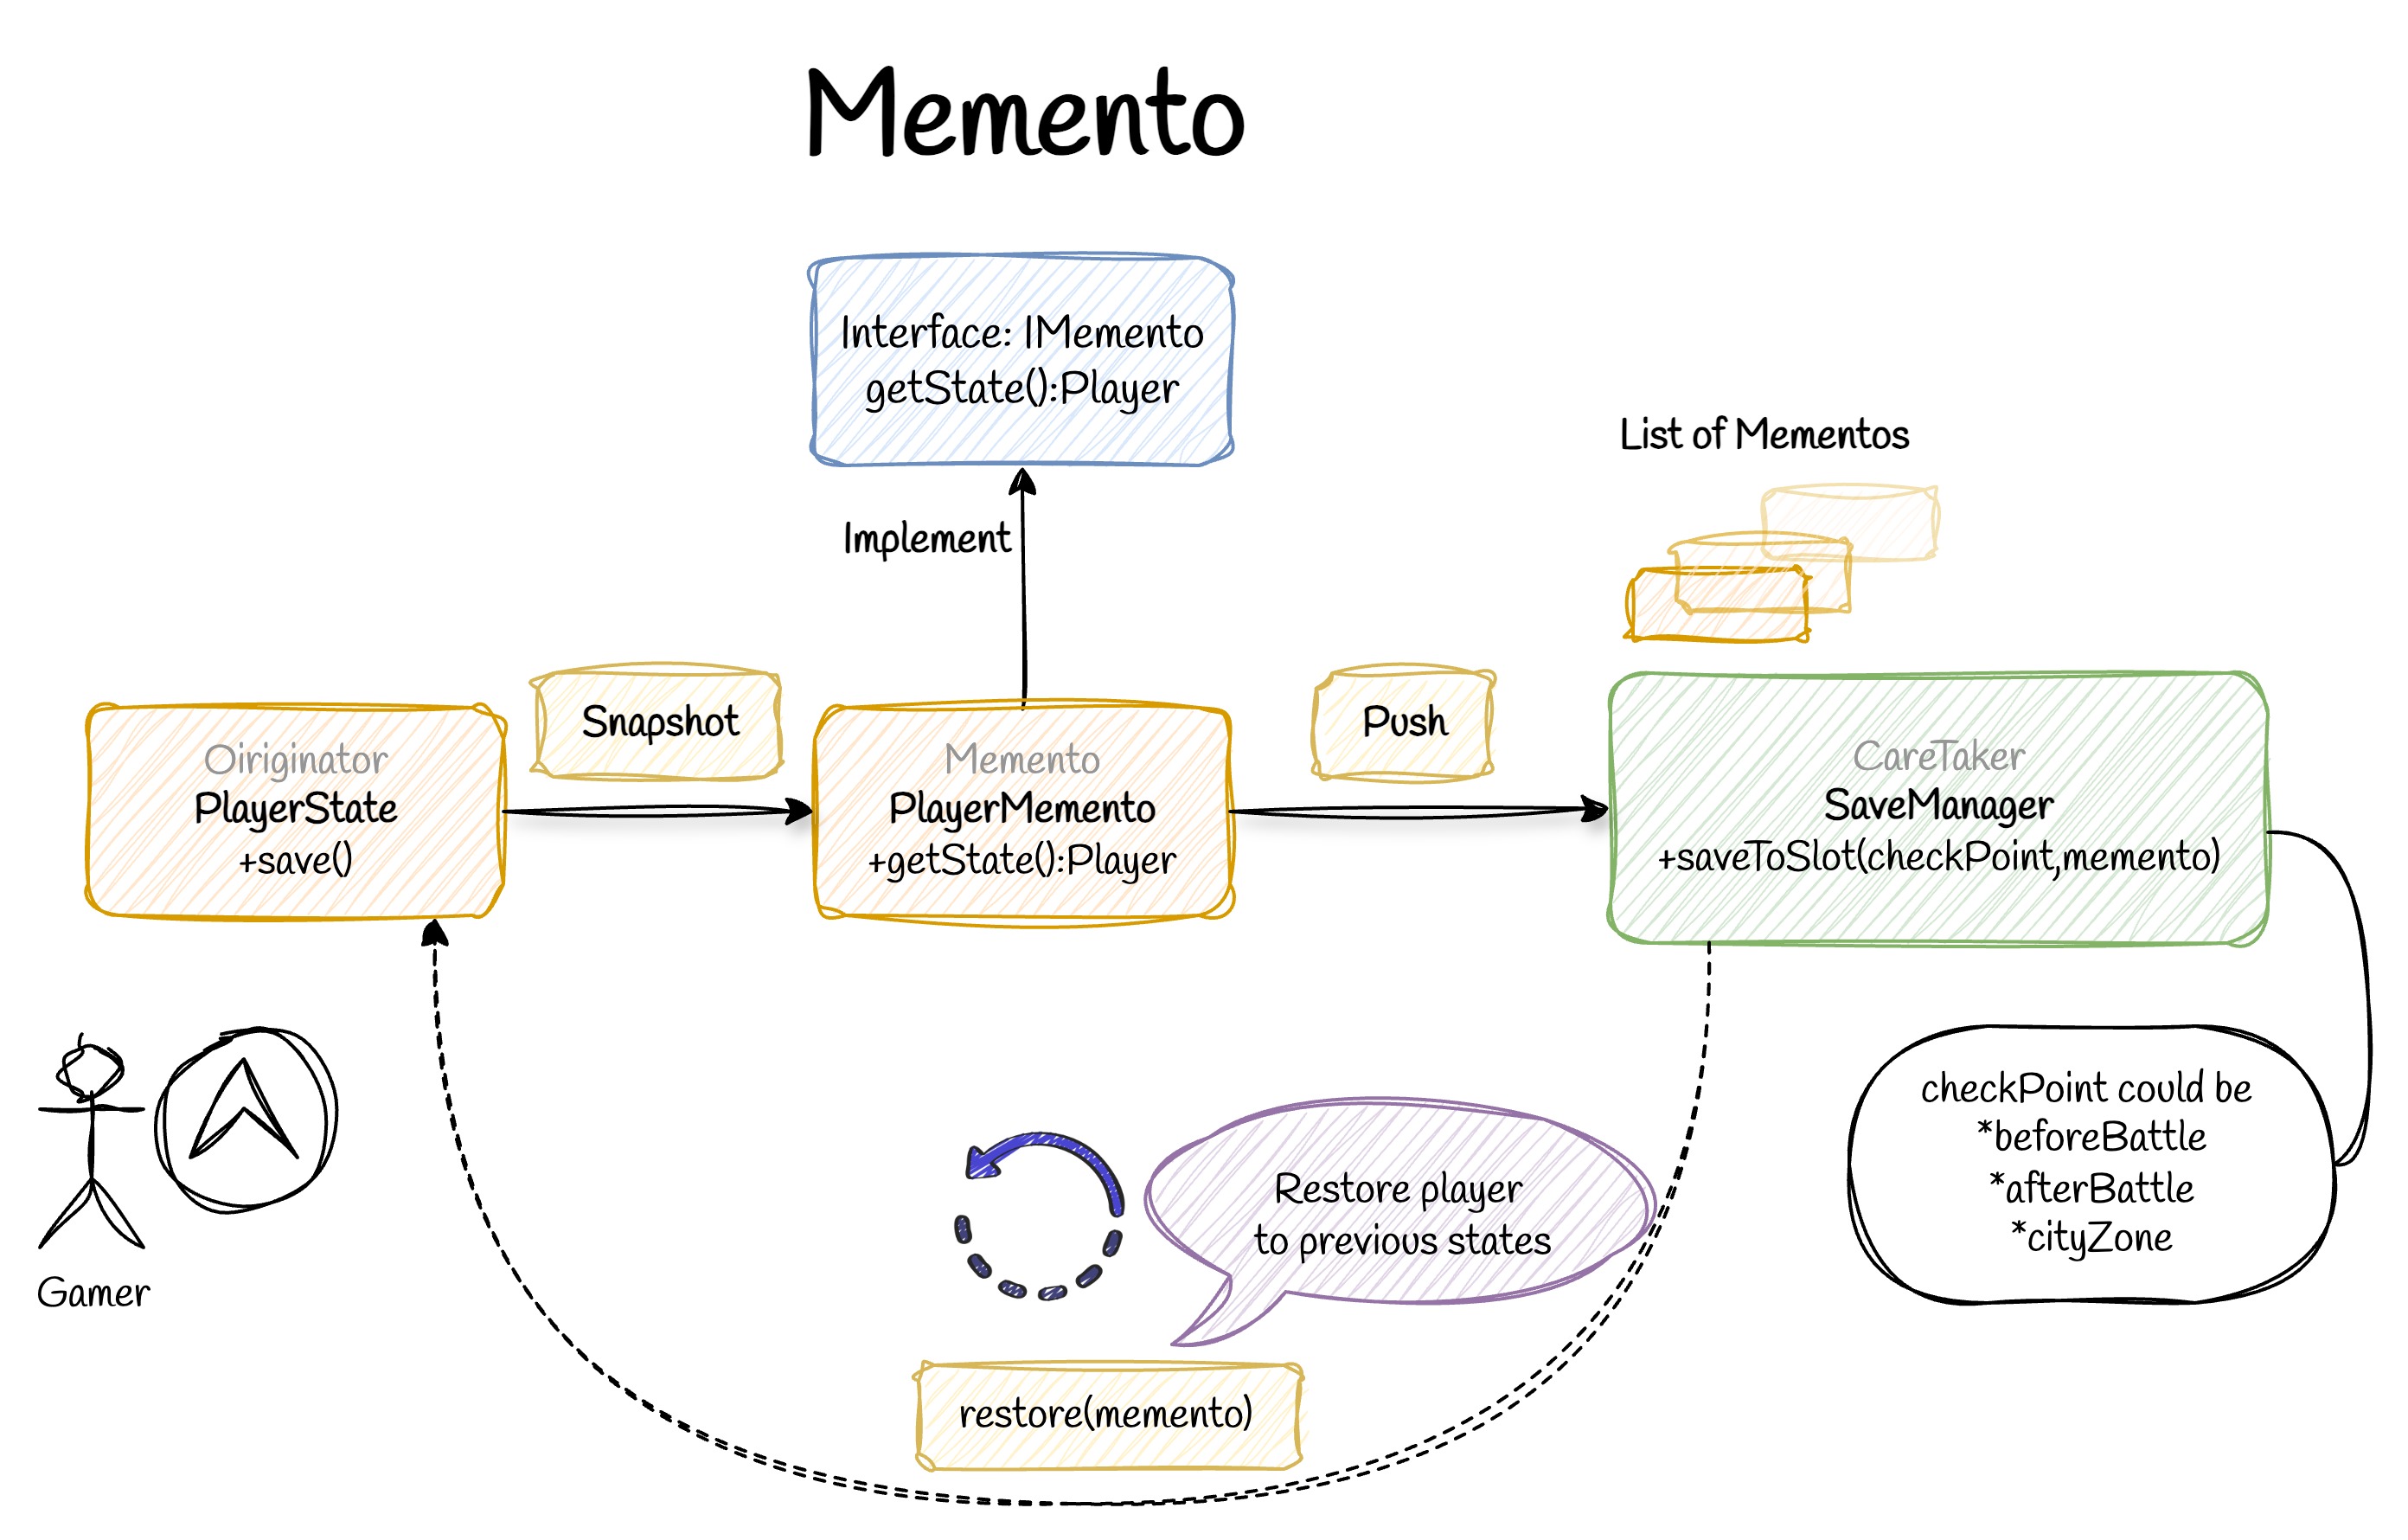 Memento
Interface: IMemento
getState():Player
Implement
List of Mementos
Snapshot
Push
Oiriginator
PlayerState
+save()
Memento
PlayerMemento
+getState():Player
CareTaker
SaveManager
+saveToSlot(checkPoint,memento)
Gamer
Restore player
to previous states
checkPoint could be
*beforeBattle
*afterBattle
*cityZone
restore(memento)